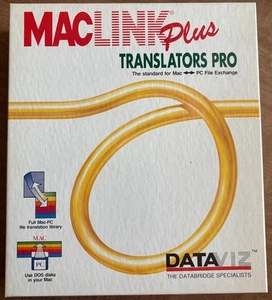 MACLINK Plus
TRANSLATORS PRO
The standard for Mac ⟷ PC File Exchange
Full Mac-PC
file translation library
MAC
PC
Use DOS disks
in your Mac
DATAVIZ™
THE DATABRIDGE SPECIALISTS